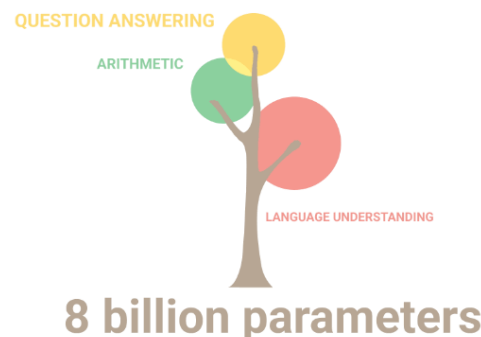 QUESTION ANSWERING
ARITHMETIC
LANGUAGE UNDERSTANDING
8 billion parameters